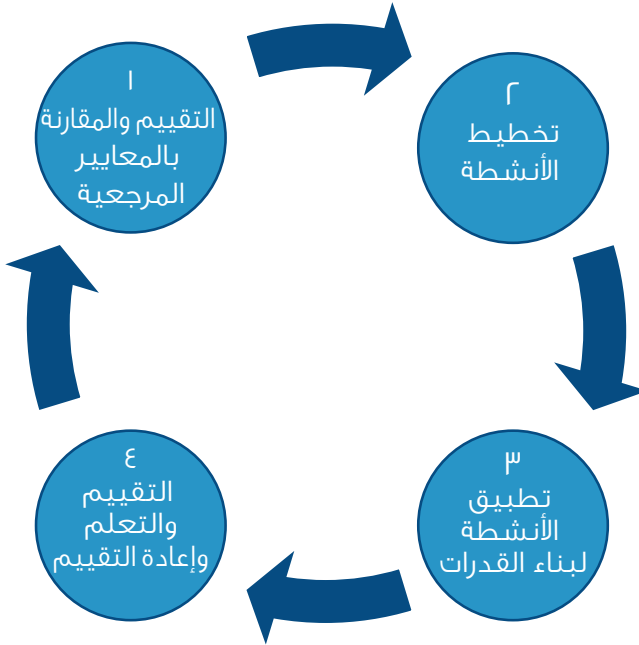 ١
التقييم والمقارنة
بالمعايير
المرجعية
٢
تخطيط
الأنشطة
٣
تطبيق
الأنشطة
لبناء القدرات
٤
التقييم
والتعلم
وإعادة التقييم